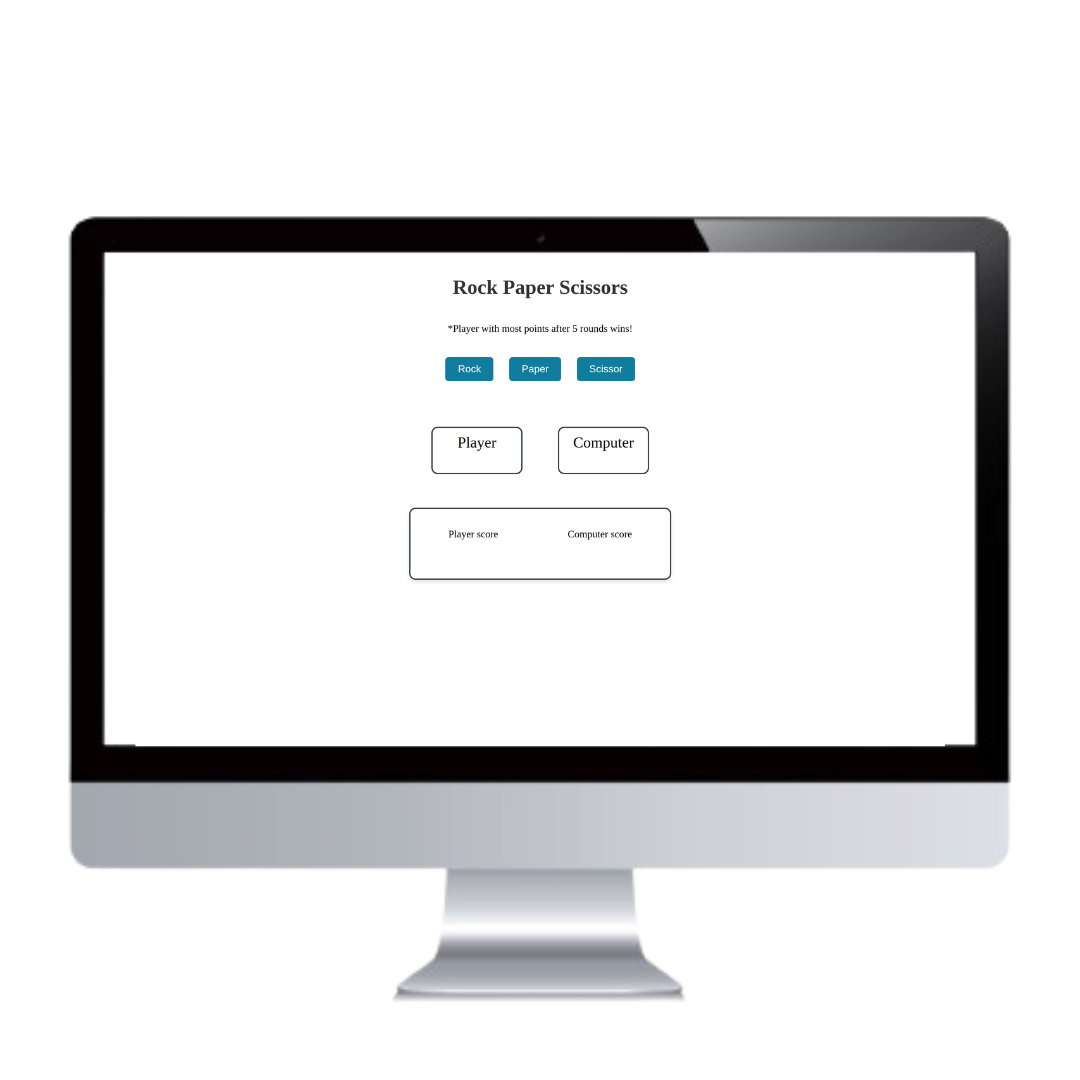 Rock Paper Scissors
*Player with most points after 5 rounds wins!
Rock Paper Scissor
Player Computer
Player score Computer score